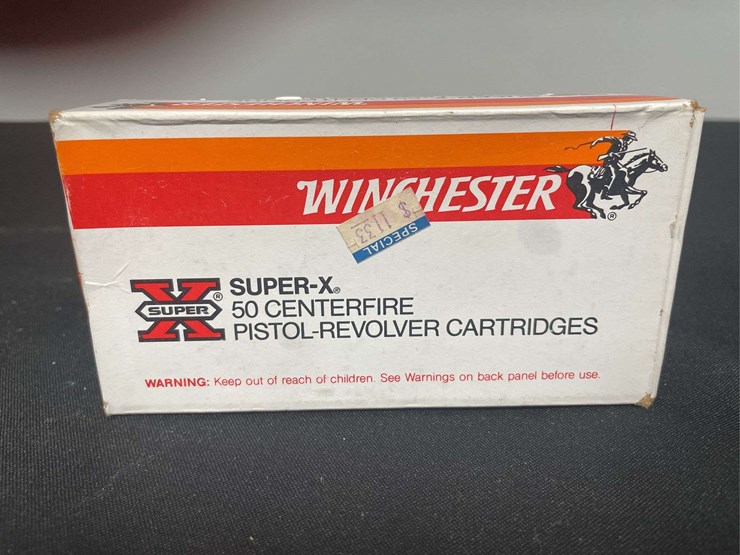 WINCHESTER
®
SPECIAL
$ 11.33
SUPER-X®
X SUPER ®
50 CENTERFIRE
PISTOL-REVOLVER CARTRIDGES
WARNING: Keep out of reach of children. See Warnings on back panel before use.